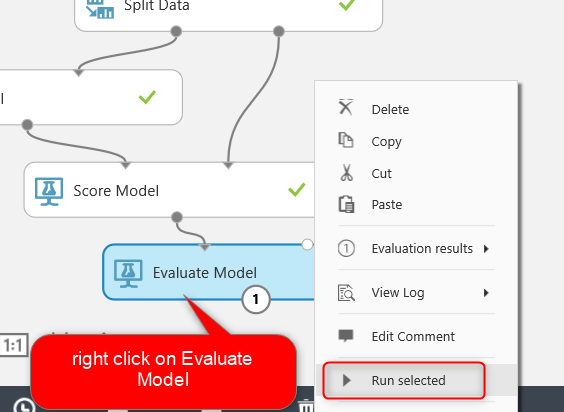 Split Data
l
Delete
Copy
Score Model
Cut
Paste
Evaluation results
Evaluate Model
1
1
View Log
1:1
Edit Comment
right click on Evaluate
Model
Run selected